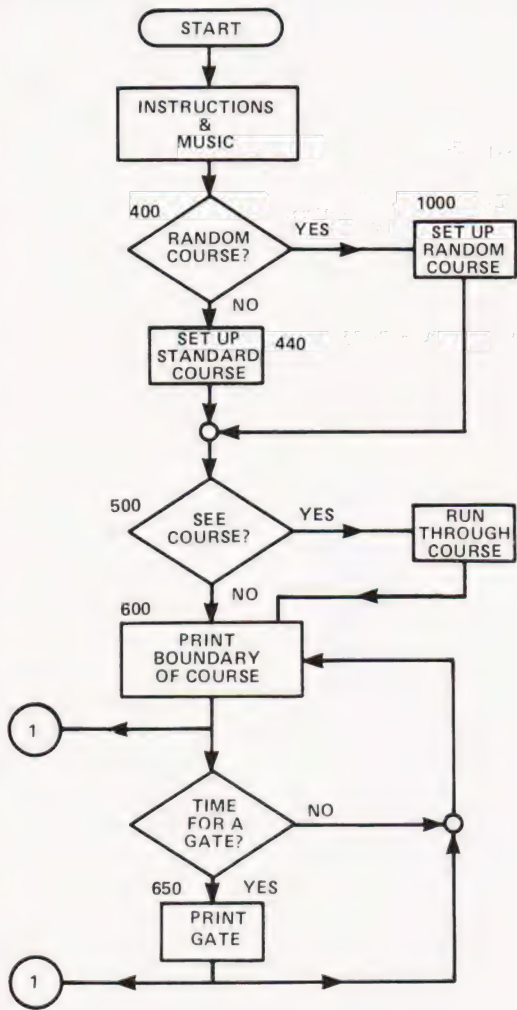 START
INSTRUCTIONS
&
MUSIC
400
RANDOM
COURSE?
YES
1000
SET UP
RANDOM
COURSE
NO
SET UP
STANDARD
COURSE
440
500
SEE
COURSE?
YES
RUN
THROUGH
COURSE
NO
600
PRINT
BOUNDARY
OF COURSE
1
TIME
FOR A
GATE?
NO
650
YES
PRINT
GATE
1